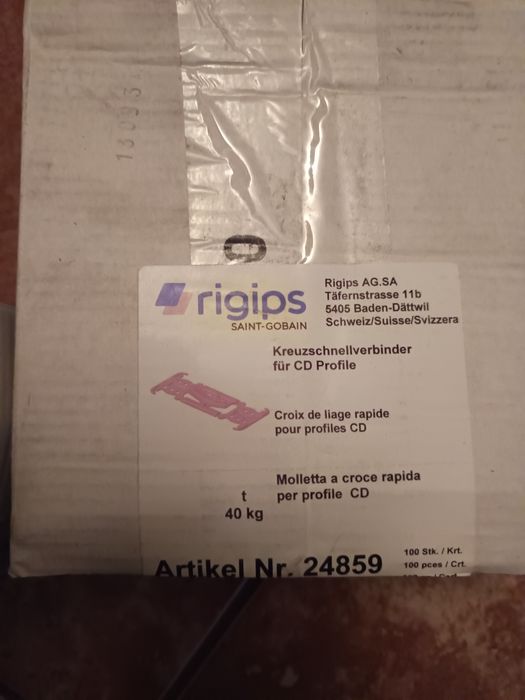 13093
0
rigips
SAINT-GOBAIN
Rigips AG.SA
Täfernstrasse 11b
5405 Baden-Dättwil
Schweiz/Suisse/Svizzera
Kreuzschnellverbinder
für CD Profile
Croix de liage rapide
pour profiles CD
Molletta a croce rapida
per profile CD
t
40 kg
Artikel Nr. 24859
100 Stk. / Krt.
100 pces / Crt.